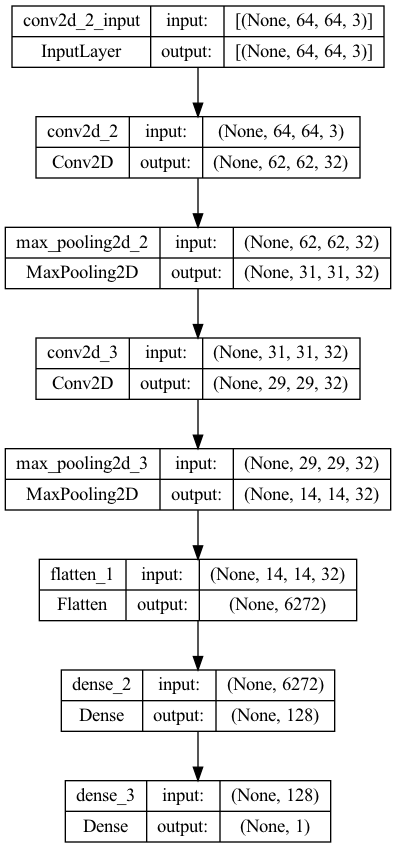 conv2d_2_input input: [(None, 64, 64, 3)]
InputLayer output: [(None, 64, 64, 3)]
conv2d_2 input: (None, 64, 64, 3)
Conv2D output: (None, 62, 62, 32)
max_pooling2d_2 input: (None, 62, 62, 32)
MaxPooling2D output: (None, 31, 31, 32)
conv2d_3 input: (None, 31, 31, 32)
Conv2D output: (None, 29, 29, 32)
max_pooling2d_3 input: (None, 29, 29, 32)
MaxPooling2D output: (None, 14, 14, 32)
flatten_1 input: (None, 14, 14, 32)
Flatten output: (None, 6272)
dense_2 input: (None, 6272)
Dense output: (None, 128)
dense_3 input: (None, 128)
Dense output: (None, 1)